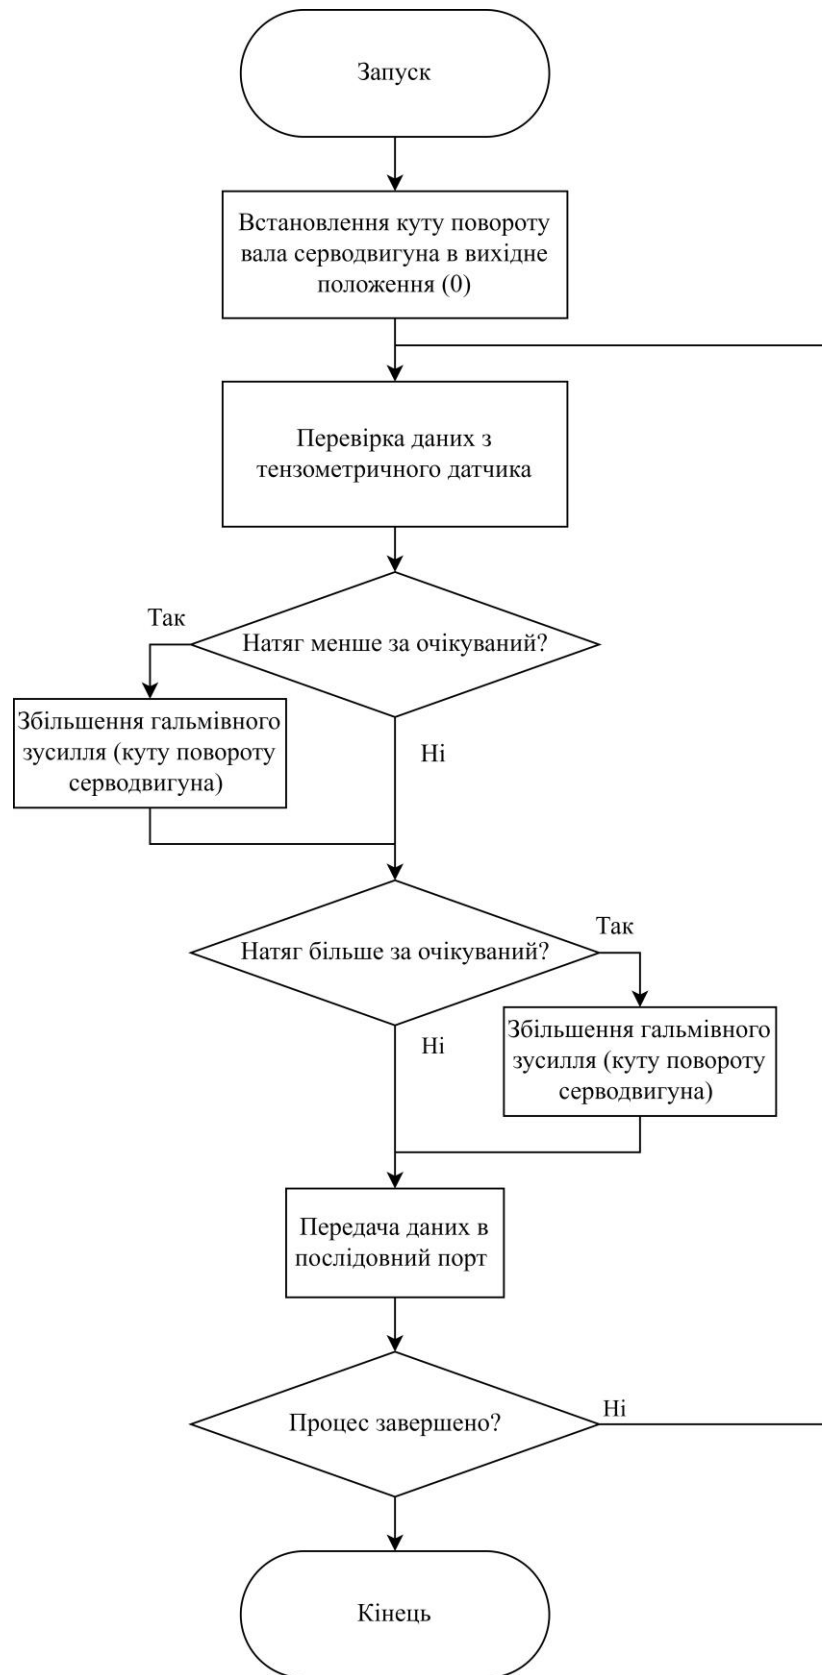 Запуск
Встановлення куту повороту
вала серводвигуна в вихідне
положення (0)
Перевірка даних з
тензометричного датчика
Так
Натяг менше за очікуваний?
Збільшення гальмівного
зусилля (куту повороту
серводвигуна)
Ні
Натяг більше за очікуваний?
Так
Ні
Збільшення гальмівного
зусилля (куту повороту
серводвигуна)
Передача даних в
послідовний порт
Процес завершено?
Ні
Кінець